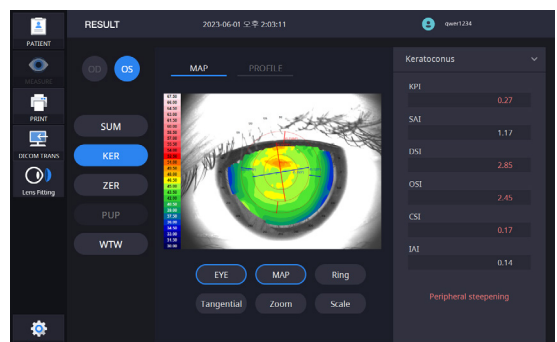 RESULT
2023-06-01 오후 2:03:11
qwer1234
PATIENT
MEASURE
PRINT
DICOM TRANS
Lens Fitting
OD
OS
SUM
KER
ZER
PUP
WTW
MAP
PROFILE
EYE
MAP
Ring
Tangential
Zoom
Scale
Keratoconus
KPI
0.27
SAI
1.17
DSI
2.85
OSI
2.45
CSI
0.17
IAI
0.14
Peripheral steepening